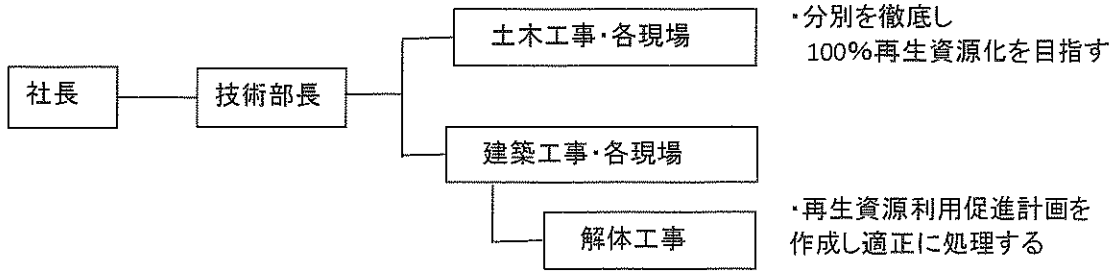 社長
技術部長
土木工事・各現場
・分別を徹底し
100%再生資源化を目指す
建築工事・各現場
解体工事
・再生資源利用促進計画を
作成し適正に処理する